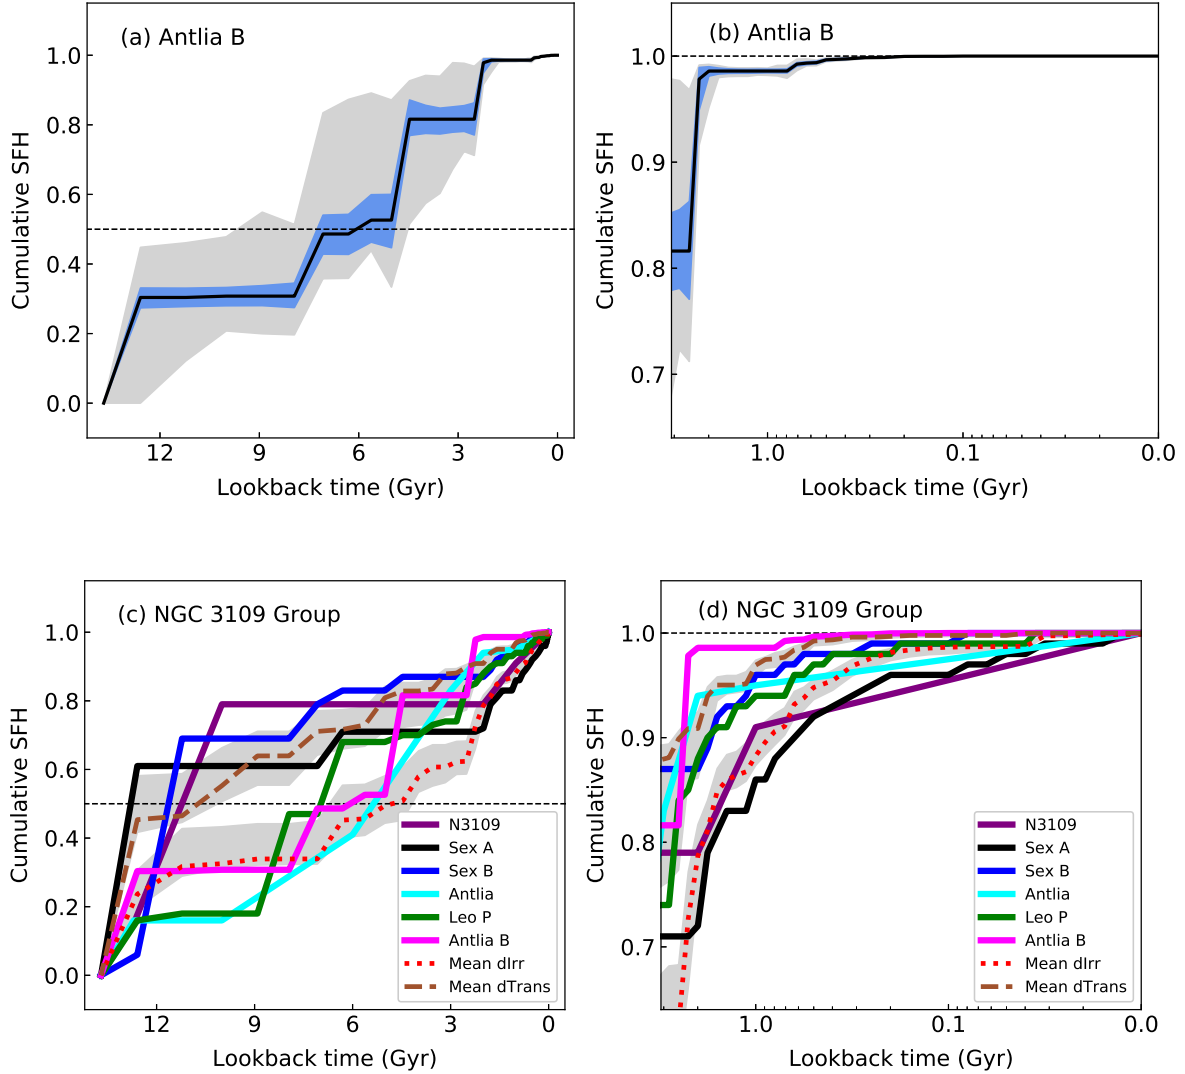 (a) Antlia B
1.0
0.8
0.6
0.4
0.2
0.0
12 9 6 3 0
Cumulative SFH
Lookback time (Gyr)
(b) Antlia B
1.0
0.9
0.8
0.7
1.0 0.1 0.0
Cumulative SFH
Lookback time (Gyr)
(c) NGC 3109 Group
1.0
0.8
0.6
0.4
0.2
0.0
12 9 6 3 0
Cumulative SFH
Lookback time (Gyr)
N3109
Sex A
Sex B
Antlia
Leo P
Antlia B
Mean dIrr
Mean dTrans
(d) NGC 3109 Group
1.0
0.9
0.8
0.7
1.0 0.1 0.0
Cumulative SFH
Lookback time (Gyr)
N3109
Sex A
Sex B
Antlia
Leo P
Antlia B
Mean dIrr
Mean dTrans